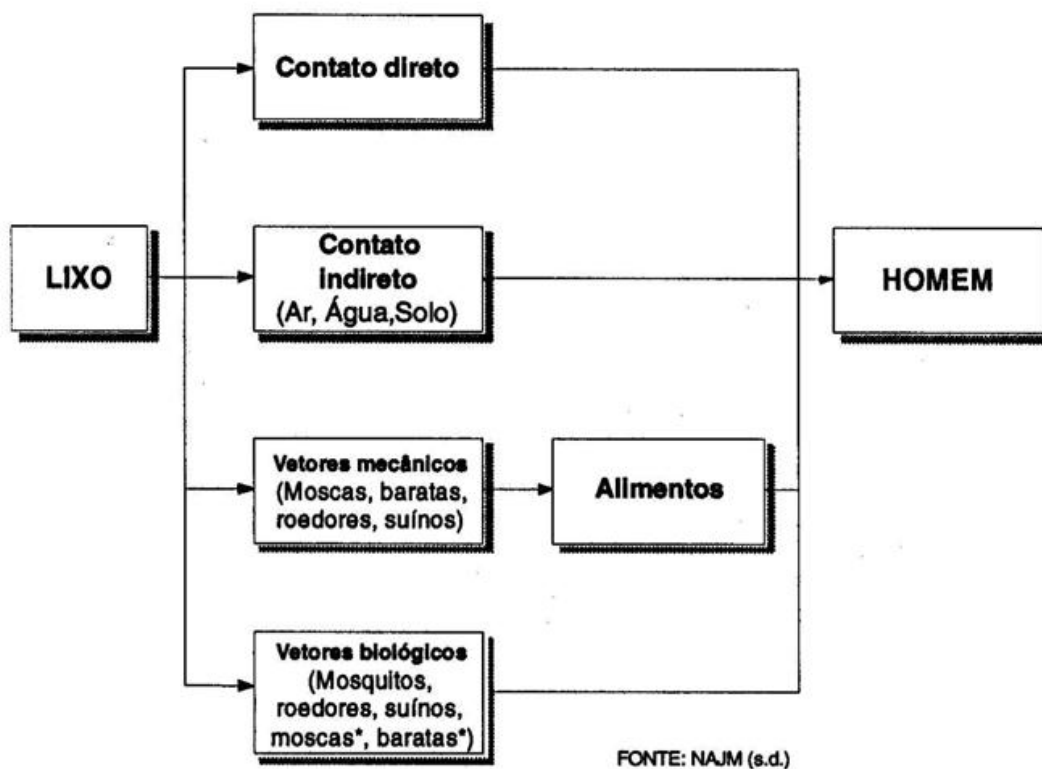 Contato direto
LIXO
Contato
indireto
(Ar, Água,Solo)
HOMEM
Vetores mecânicos
(Moscas, baratas,
roedores, suínos)
Alimentos
Vetores biológicos
(Mosquitos,
roedores, suínos,
moscas*, baratas*)
FONTE: NAJM (s.d.)